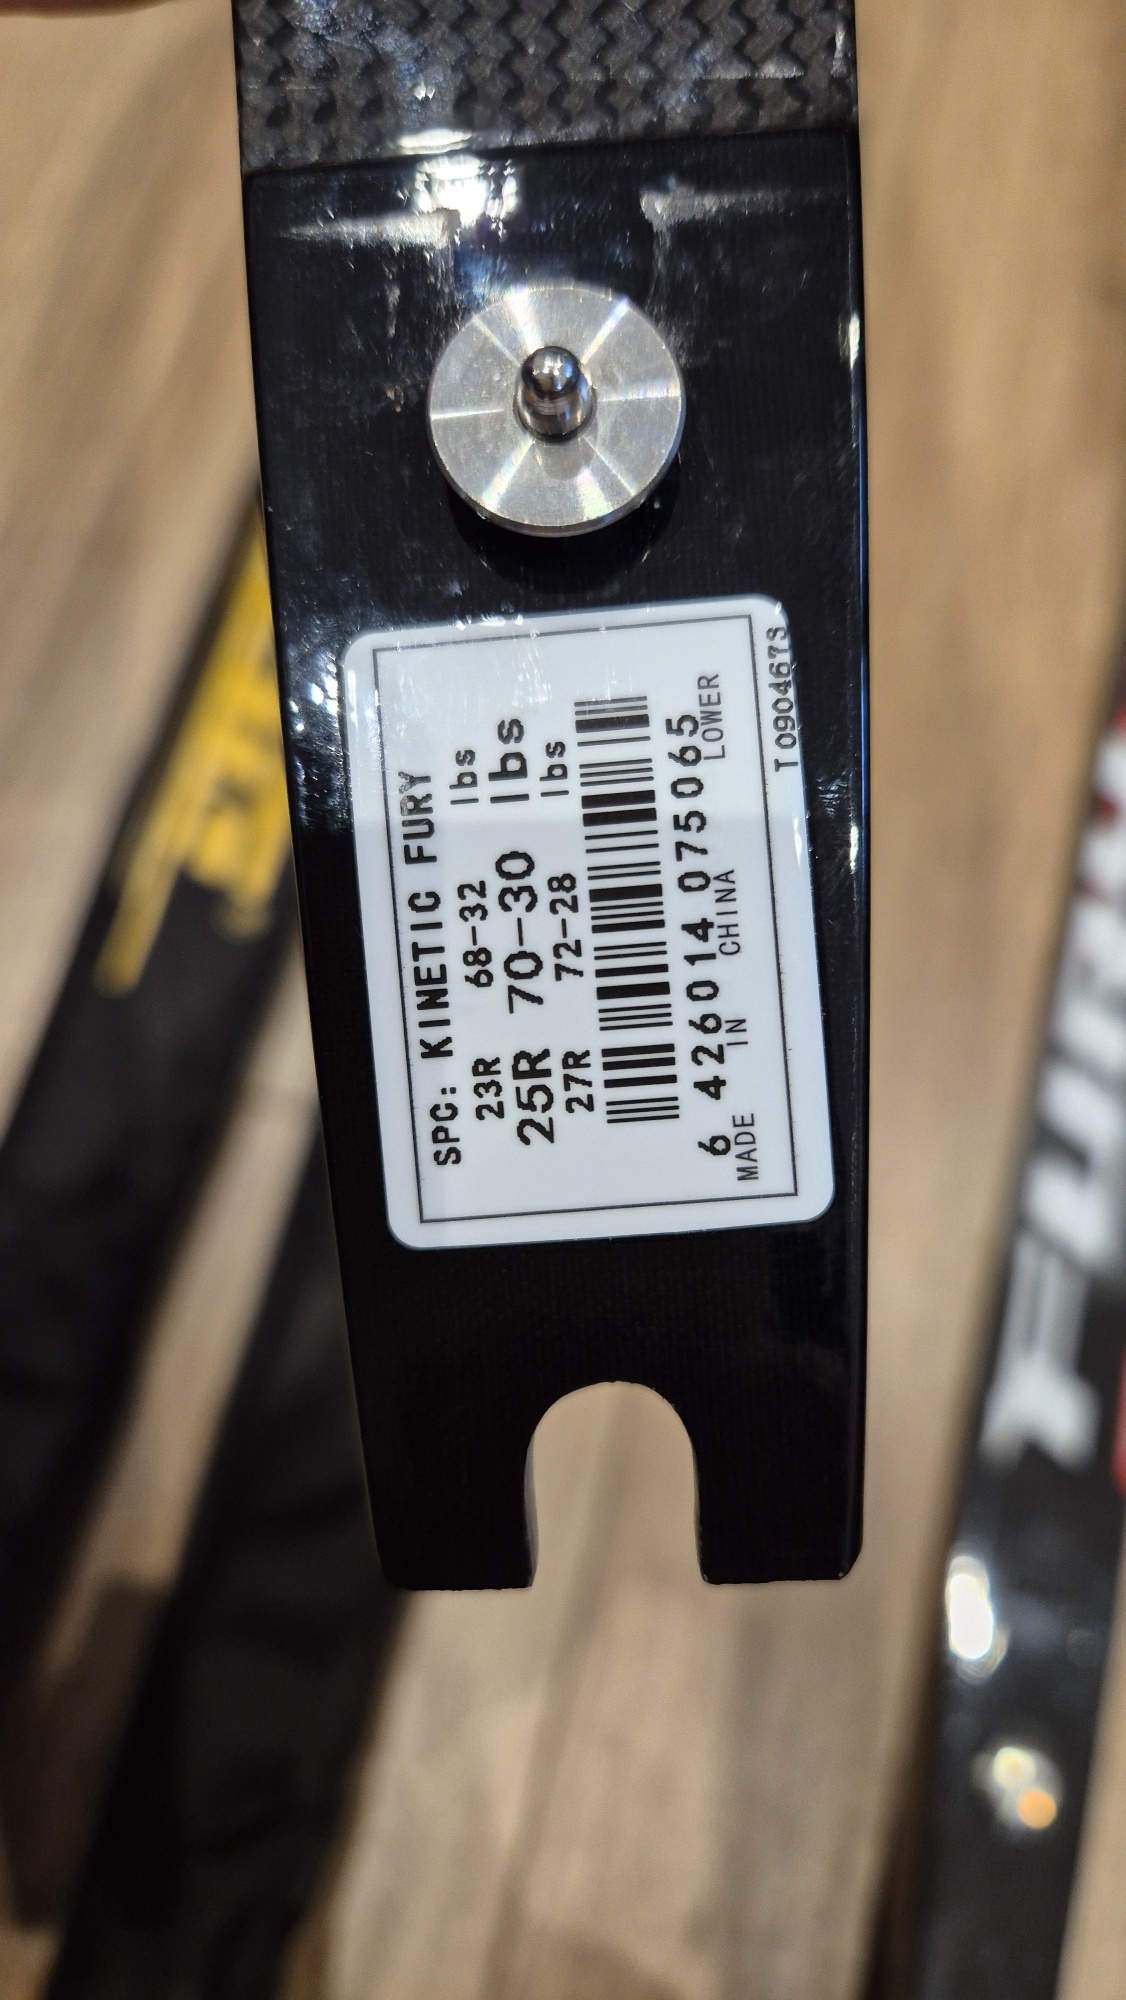 SPG: KINETIC FURY
23R 68-32 lbs
25R 70-30 lbs
27R 72-28 lbs
6 426014 075065
MADE IN CHINA LOWER
T090467S